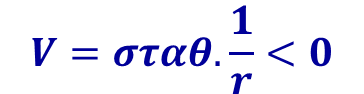 V = σταθ. 1/r < 0